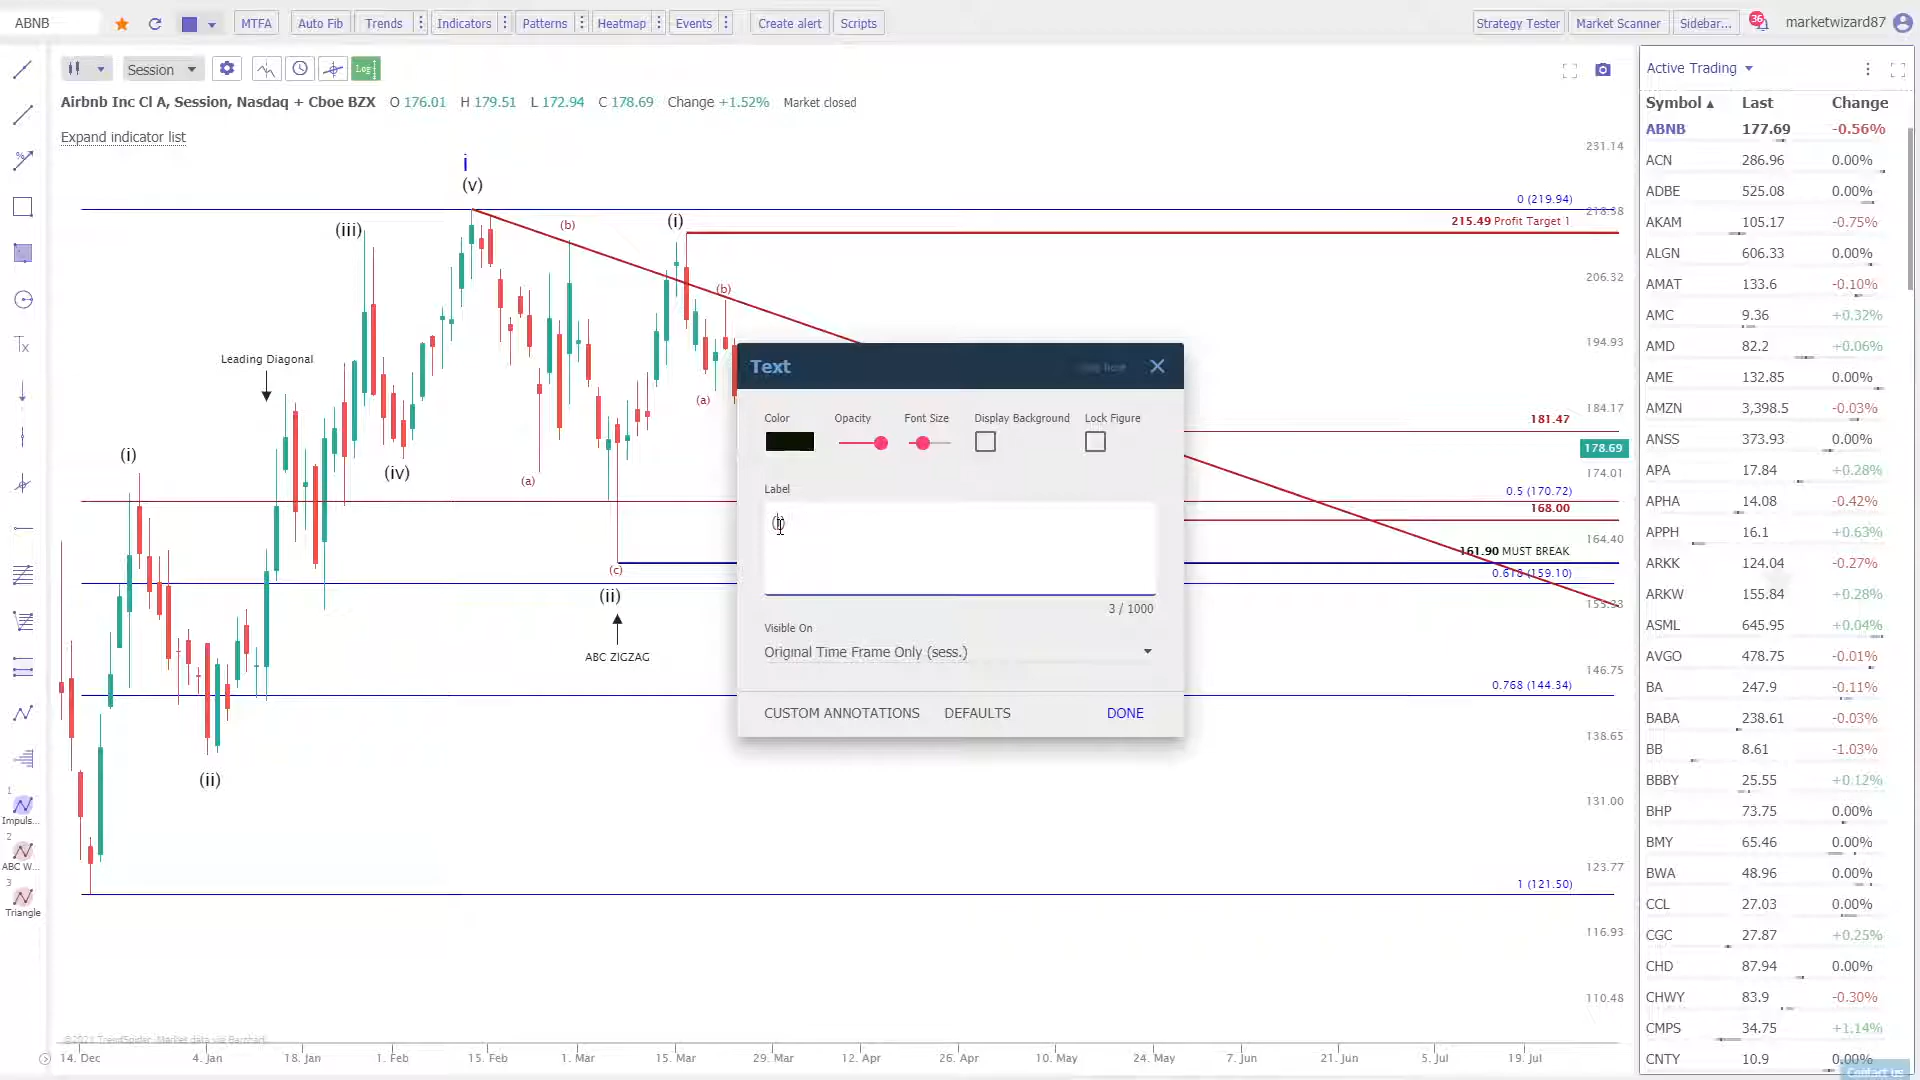 ABNB
MTFA
Auto Fib
Trends
Indicators
Patterns
Heatmap
Events
Create alert
Scripts
Strategy Tester
Market Scanner
Sidebar...
36
marketwizard87
Session
Log
Airbnb Inc Cl A, Session, Nasdaq + Cboe BZX O 176.01 H 179.51 L 172.94 C 178.69 Change +1.52% Market closed
Expand indicator list
i
(v)
(iii)
(b)
(i)
(b)
Leading Diagonal
(a)
(i)
(iv)
(a)
(c)
(ii)
ABC ZIGZAG
(ii)
0 (219.94)
215.49 Profit Target 1
181.47
0.5 (170.72)
168.00
161.90 MUST BREAK
0.618 (159.10)
0.768 (144.34)
1 (121.50)
231.14
218.58
206.32
194.93
184.17
178.69
174.01
164.40
155.33
146.75
138.65
131.00
123.77
116.93
110.48
Text
Color
Opacity
Font Size
Display Background
Lock Figure
Label
3 / 1000
Visible On
Original Time Frame Only (sess.)
CUSTOM ANNOTATIONS
DEFAULTS
DONE
1
Impuls...
2
ABC W...
3
Triangle
©2021 TrendSpider. Market data via Barchart.
14. Dec
4. Jan
18. Jan
1. Feb
15. Feb
1. Mar
15. Mar
29. Mar
12. Apr
26. Apr
10. May
24. May
7. Jun
21. Jun
5. Jul
19. Jul
Active Trading
Symbol Last Change
ABNB 177.69 -0.56%
ACN 286.96 0.00%
ADBE 525.08 0.00%
AKAM 105.17 -0.75%
ALGN 606.33 0.00%
AMAT 133.6 -0.10%
AMC 9.36 +0.32%
AMD 82.2 +0.06%
AME 132.85 0.00%
AMZN 3,398.5 -0.03%
ANSS 373.93 0.00%
APA 17.84 +0.28%
APHA 14.08 -0.42%
APPH 16.1 +0.63%
ARKK 124.04 -0.27%
ARKW 155.84 +0.28%
ASML 645.95 +0.04%
AVGO 478.75 -0.01%
BA 247.9 -0.11%
BABA 238.61 -0.03%
BB 8.61 -1.03%
BBBY 25.55 +0.12%
BHP 73.75 0.00%
BMY 65.46 0.00%
BWA 48.96 0.00%
CCL 27.03 0.00%
CGC 27.87 +0.25%
CHD 87.94 0.00%
CHWY 83.9 -0.30%
CMPS 34.75 +1.14%
CNTY 10.9 0.00%
Contact us